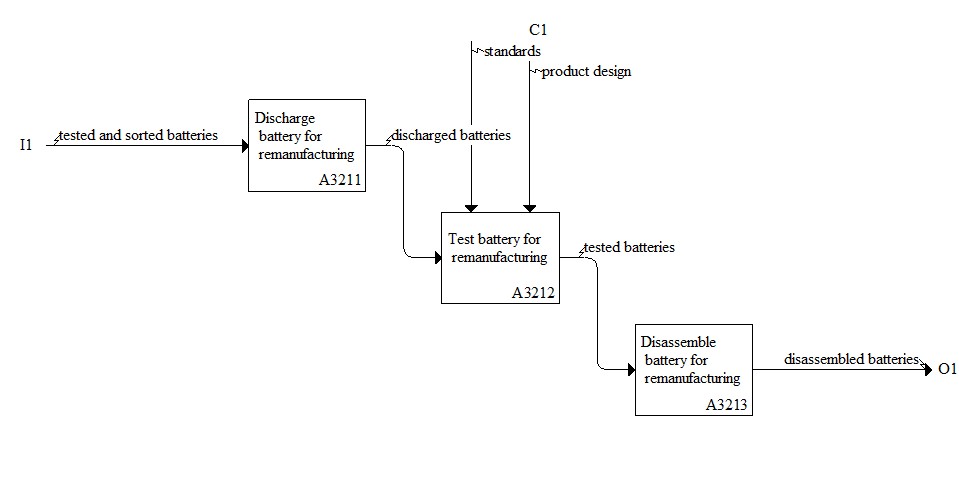 C1
standards
product design
I1
tested and sorted batteries
Discharge
battery for
remanufacturing
A3211
discharged batteries
Test battery for
remanufacturing
A3212
tested batteries
Disassemble
battery for
remanufacturing
A3213
disassembled batteries
O1